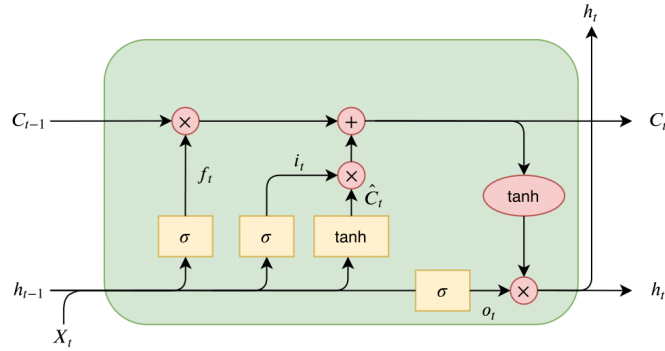 h_t
C_{t-1} × + C_t
f_t i_t × Ĉ_t tanh
σ σ tanh
h_{t-1} σ o_t × h_t
X_t